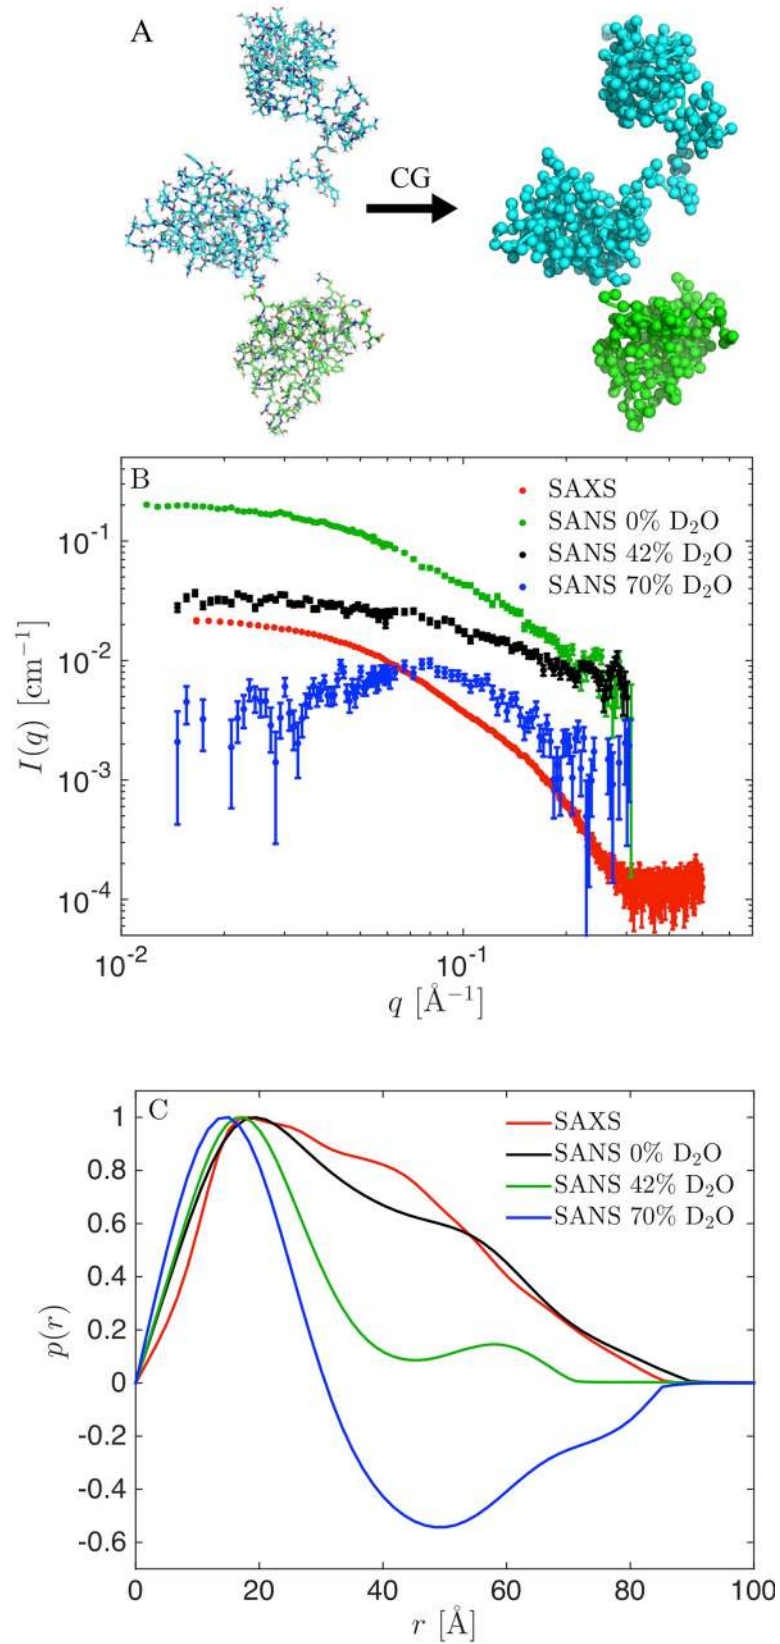 A
CG
B
SAXS
SANS 0% D₂O
SANS 42% D₂O
SANS 70% D₂O
10⁻¹
10⁻²
10⁻³
10⁻⁴
I(q) [cm⁻¹]
10⁻² 10⁻¹
q [Å⁻¹]
C
SAXS
SANS 0% D₂O
SANS 42% D₂O
SANS 70% D₂O
1
0.8
0.6
0.4
0.2
0
-0.2
-0.4
-0.6
p(r)
0 20 40 60 80 100
r [Å]